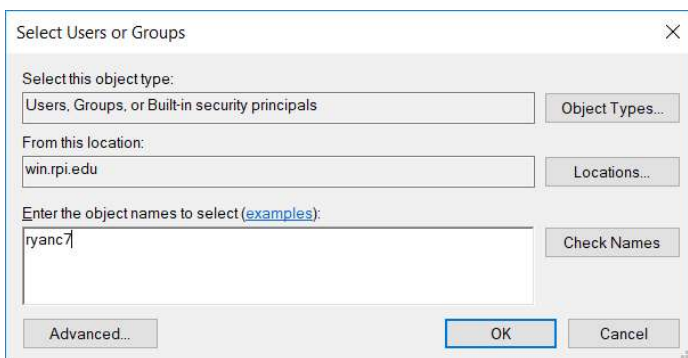 Select Users or Groups
Select this object type:
Users, Groups, or Built-in security principals
Object Types...
From this location:
win.rpi.edu
Locations...
Enter the object names to select (examples):
ryanc7
Check Names
Advanced...
OK
Cancel